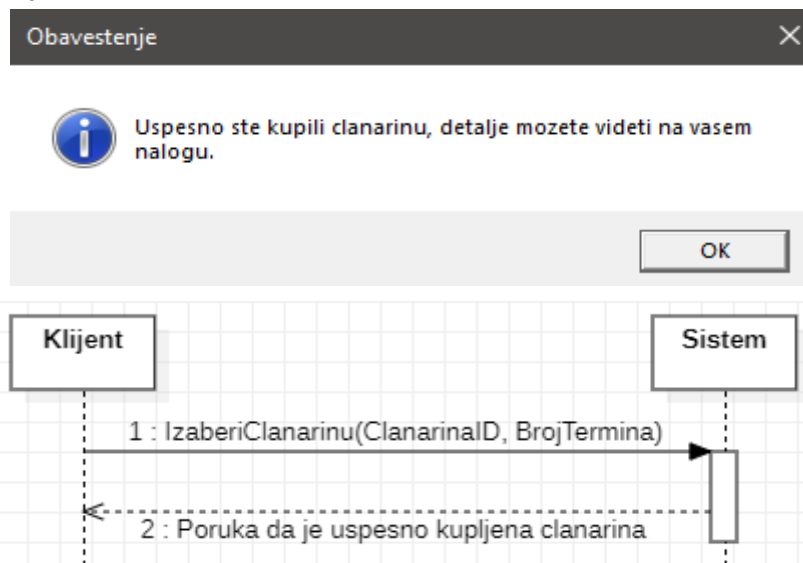 Obavestenje
Uspesno ste kupili clanarinu, detalje mozete videti na vasem
nalogu.
OK
Klijent
Sistem
1 : IzaberiClanarinu(ClanarinaID, BrojTermina)
2 : Poruka da je uspesno kupljena clanarina